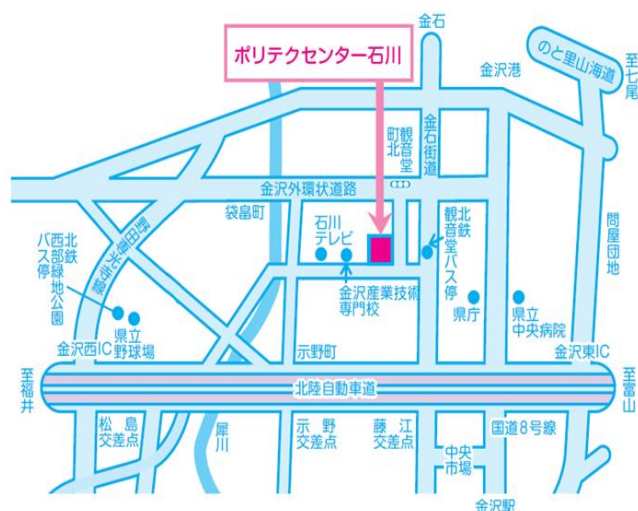 金石
ポリテクセンター石川
金沢港
のと里山海道
至七尾
観音堂
町北
金石街道
金沢外環状道路
袋畠町
石川
テレビ
北鉄
観音堂バス停
野田専光寺線
問屋団地
北鉄
西部緑地公園
バス停
金沢産業技術
専門校
県庁
県立
中央病院
県立
野球場
金沢西IC
示野町
金沢東IC
至福井
北陸自動車道
至富山
松島
交差点
犀川
示野
交差点
藤江
交差点
国道8号線
中央
市場
金沢駅